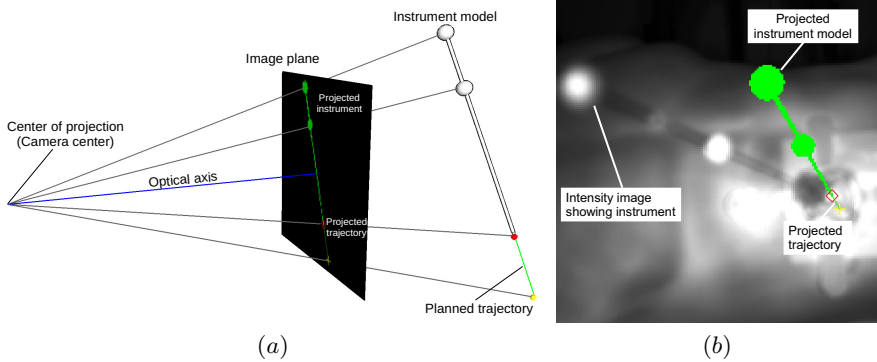 Instrument model
Image plane
Projected
instrument
Center of projection
(Camera center)
Optical axis
Projected
trajectory
Planned trajectory
(a)
Projected
instrument model
Intensity image
showing instrument
Projected
trajectory
(b)